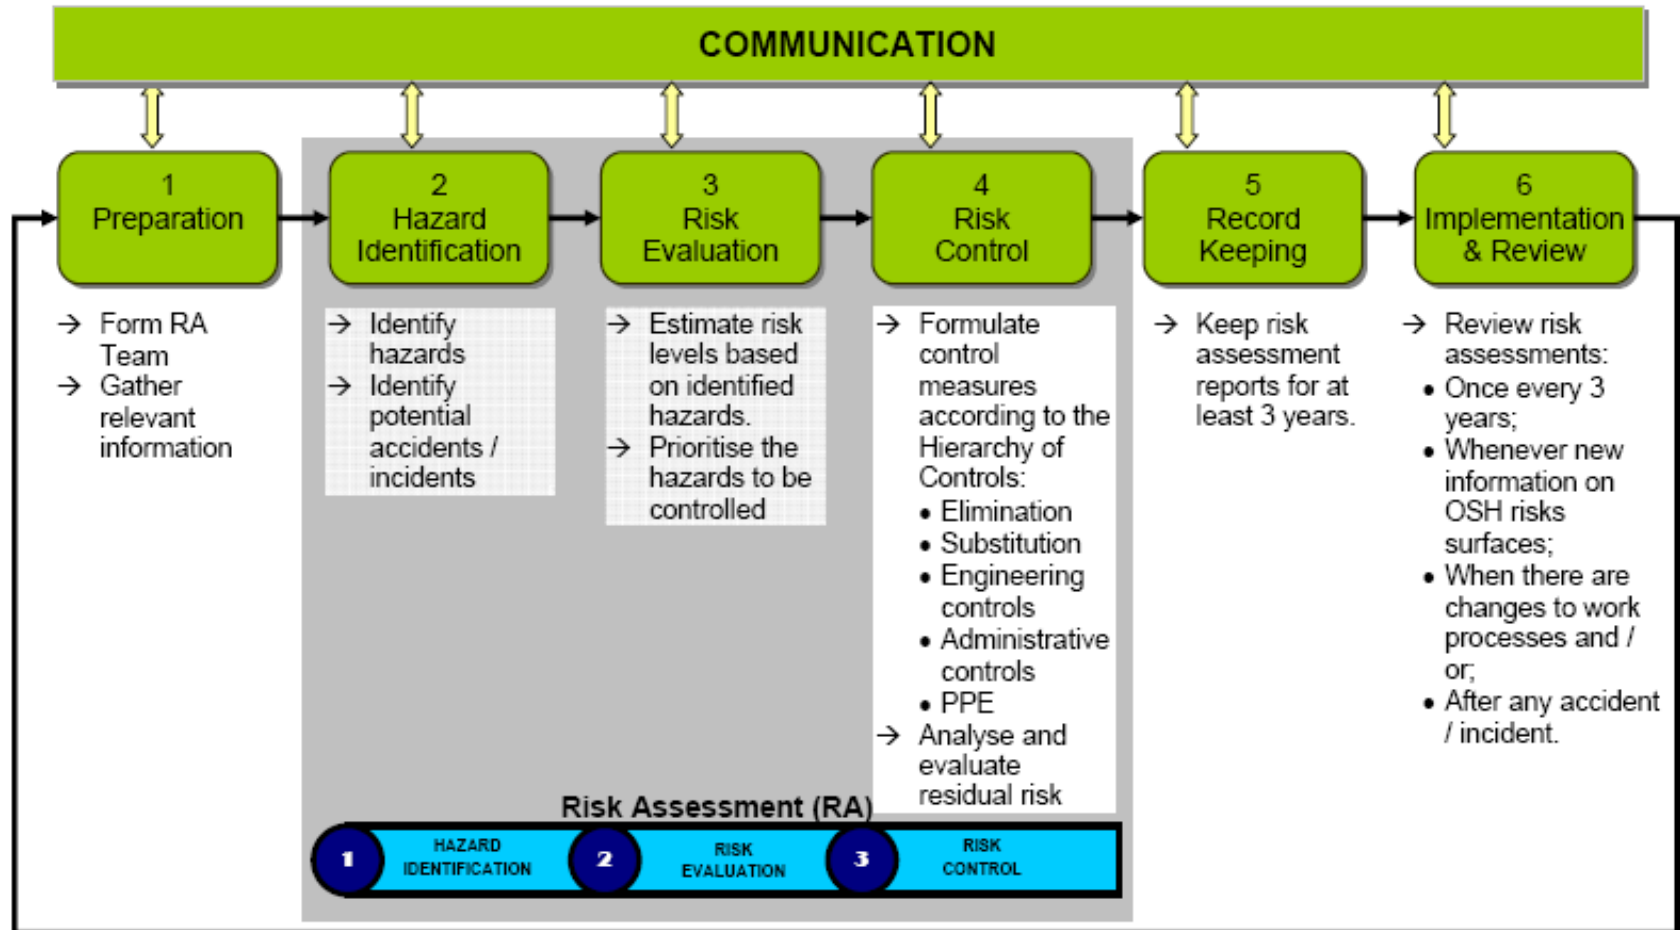 COMMUNICATION
1
Preparation
2
Hazard
Identification
3
Risk
Evaluation
4
Risk
Control
5
Record
Keeping
6
Implementation
& Review
→ Form RA
Team
→ Gather
relevant
information
→ Identify
hazards
→ Identify
potential
accidents /
incidents
→ Estimate risk
levels based
on identified
hazards.
→ Prioritise the
hazards to be
controlled
→ Formulate
control
measures
according to the
Hierarchy of
Controls:
• Elimination
• Substitution
• Engineering
controls
• Administrative
controls
• PPE
→ Analyse and
evaluate
residual risk
→ Keep risk
assessment
reports for at
least 3 years.
→ Review risk
assessments:
• Once every 3
years;
• Whenever new
information on
OSH risks
surfaces;
• When there are
changes to work
processes and /
or;
• After any accident
/ incident.
Risk Assessment (RA)
1
HAZARD
IDENTIFICATION
2
RISK
EVALUATION
3
RISK
CONTROL